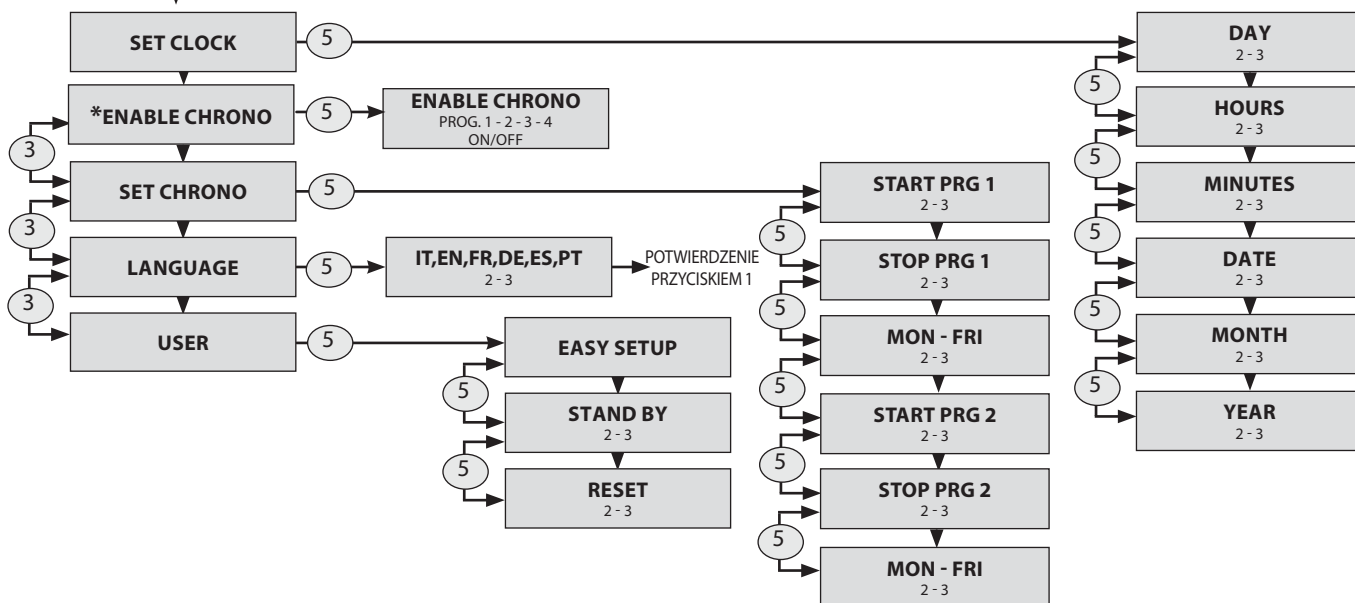 SET CLOCK
5
DAY
2 - 3
5
*ENABLE CHRONO
5
ENABLE CHRONO
PROG. 1 - 2 - 3 - 4
ON/OFF
HOURS
2 - 3
3
5
SET CHRONO
5
START PRG 1
2 - 3
MINUTES
2 - 3
3
5
5
LANGUAGE
5
IT,EN,FR,DE,ES,PT
2 - 3
POTWIERDZENIE
PRZYCISKIEM 1
STOP PRG 1
2 - 3
DATE
2 - 3
3
5
5
USER
5
EASY SETUP
MON - FRI
2 - 3
MONTH
2 - 3
5
5
5
STAND BY
2 - 3
START PRG 2
2 - 3
YEAR
2 - 3
5
5
RESET
2 - 3
STOP PRG 2
2 - 3
5
MON - FRI
2 - 3